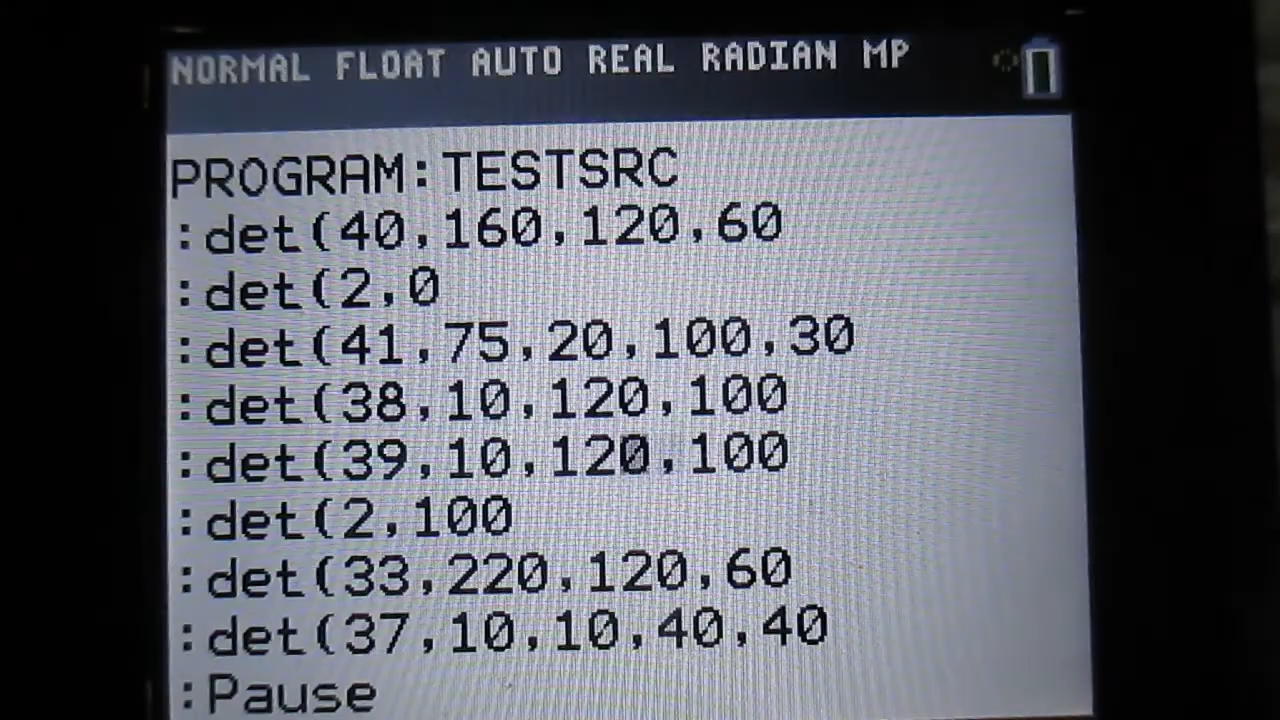 NORMAL FLOAT AUTO REAL RADIAN MP
PROGRAM:TESTSRC
:det(40,160,120,60
:det(2,0
:det(41,75,20,100,30
:det(38,10,120,100
:det(39,10,120,100
:det(2,100
:det(33,220,120,60
:det(37,10,10,40,40
:Pause